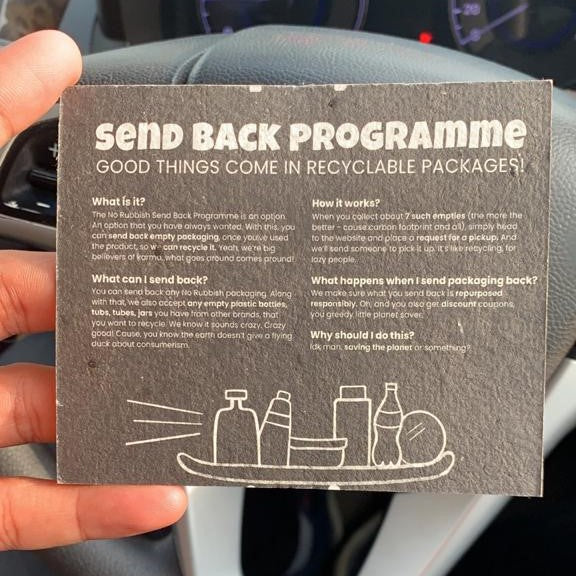 Send Back Programme
GOOD THINGS COME IN RECYCLABLE PACKAGES!
What is it?
The No Rubbish Send Back Programme is an option.
An option that you have always wanted. With this, you
can send back empty packaging, once you've used
the product, so we can recycle it. Yeah, we're big
believers of karma, what goes around comes around!
What can I send back?
You can send back any No Rubbish packaging. Along
with that, we also accept any empty plastic bottles,
tubs, tubes, jars you have from other brands, that
you want to recycle. We know it sounds crazy. Crazy
good! Cause, you know the earth doesn't give a flying
duck about consumerism.
How it works?
When you collect about 7 such empties (the more the
better - cause carbon footprint and all), simply head
to the website and place a request for a pickup. And
we'll send someone to pick it up. It's like recycling, for
lazy people.
What happens when I send packaging back?
We make sure what you send back is repurposed
responsibly. Oh, and you also get discount coupons,
you greedy, little planet saver.
Why should I do this?
Idk man, saving the planet or something?
20